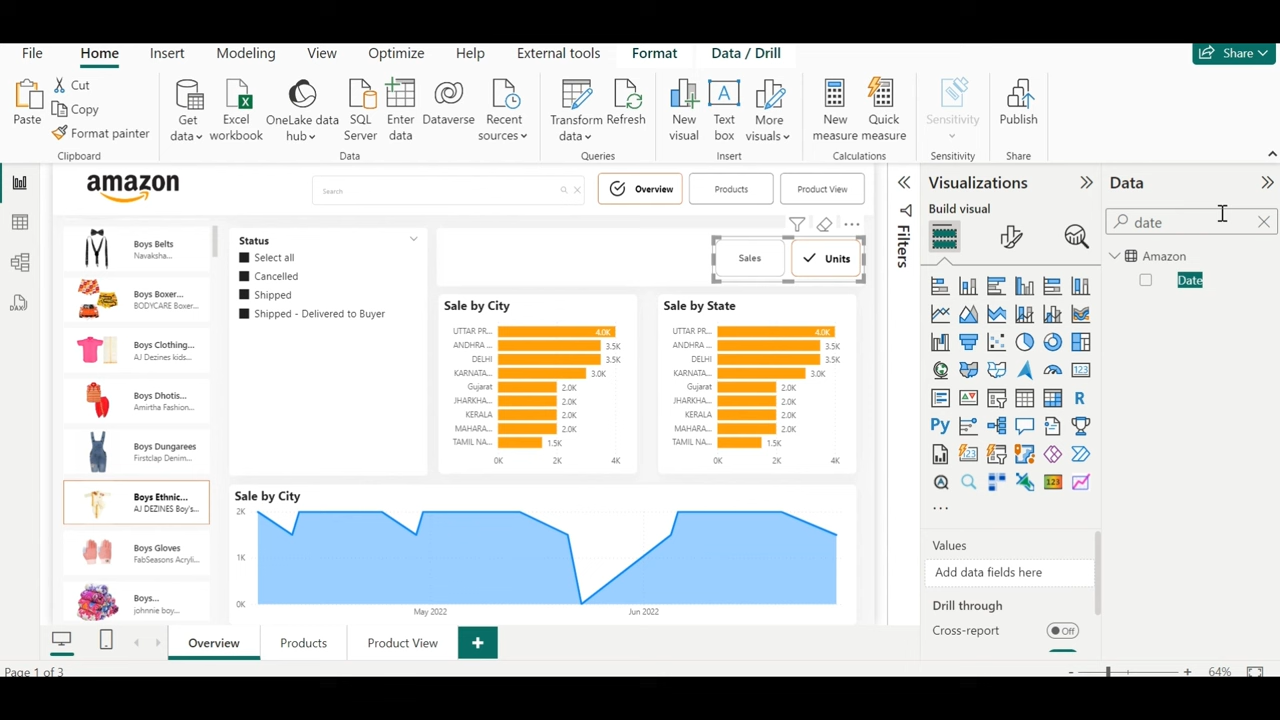 File Home Insert Modeling View Optimize Help External tools Format Data / Drill Share
Paste Cut Copy Format painter
Get data Excel workbook OneLake data hub SQL Server Enter data Dataverse Recent sources
Transform data Refresh New visual Text box More visuals New measure Quick measure Sensitivity Publish
Clipboard Data Queries Insert Calculations Sensitivity Share
amazon
Search
Overview Products Product View
Boys Belts
Navaksha...
Boys Boxer...
BODYCARE Boxer...
Boys Clothing...
AJ Dezines kids...
Boys Dhotis...
Amirtha Fashion...
Boys Dungarees
Firstclap Denim...
Boys Ethnic...
AJ DEZINES Boy's...
Boys Gloves
FabSeasons Acryli...
Boys...
johnnie boy...
Status
Select all
Cancelled
Shipped
Shipped - Delivered to Buyer
Sales Units
Sale by City
UTTAR PR... 4.0K
ANDHRA ... 3.5K
DELHI 3.5K
KARNATA... 3.0K
Gujarat 2.0K
JHARKHA... 2.0K
KERALA 2.0K
MAHARA... 2.0K
TAMIL NA... 1.5K
0K 2K 4K
Sale by State
UTTAR PR... 4.0K
ANDHRA ... 3.5K
DELHI 3.5K
KARNATA... 3.0K
Gujarat 2.0K
JHARKHA... 2.0K
KERALA 2.0K
MAHARA... 2.0K
TAMIL NA... 1.5K
0K 2K 4K
Sale by City
2K
1K
0K
May 2022 Jun 2022
Filters
Visualizations
Build visual
R
Py
123
...
Values
Add data fields here
Drill through
Cross-report Off
Data
date
Amazon
Date
Overview Products Product View +
Page 1 of 3
- + 64%